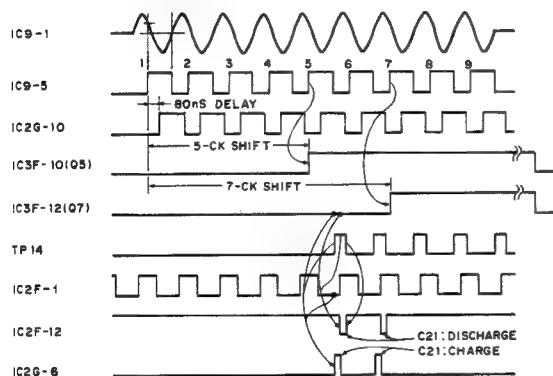 IC9-1
1 2 3 4 5 6 7 8 9
IC9-5
80nS DELAY
IC2G-10
5-CK SHIFT
IC3F-10(Q5)
7-CK SHIFT
IC3F-12(Q7)
TP14
IC2F-1
IC2F-12
C21:DISCHARGE
C21:CHARGE
IC2G-6